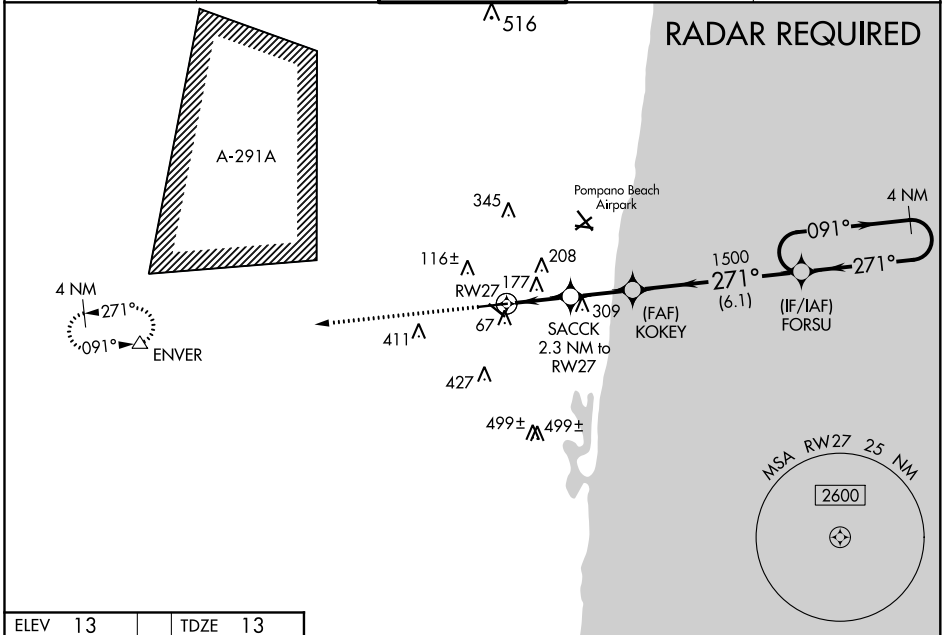 516
RADAR REQUIRED
A-291A
Pompano Beach
Airpark
345
4 NM
091°
116±
208
1500
271°
271°
177
RW27
(6.1)
4 NM
271°
(IF/IAF)
FORSU
(FAF)
KOKEY
309
67
SACCK
2.3 NM to
RW27
411
091°
ENVER
427
499±
499±
MSA RW27 25 NM
2600
ELEV 13
TDZE 13